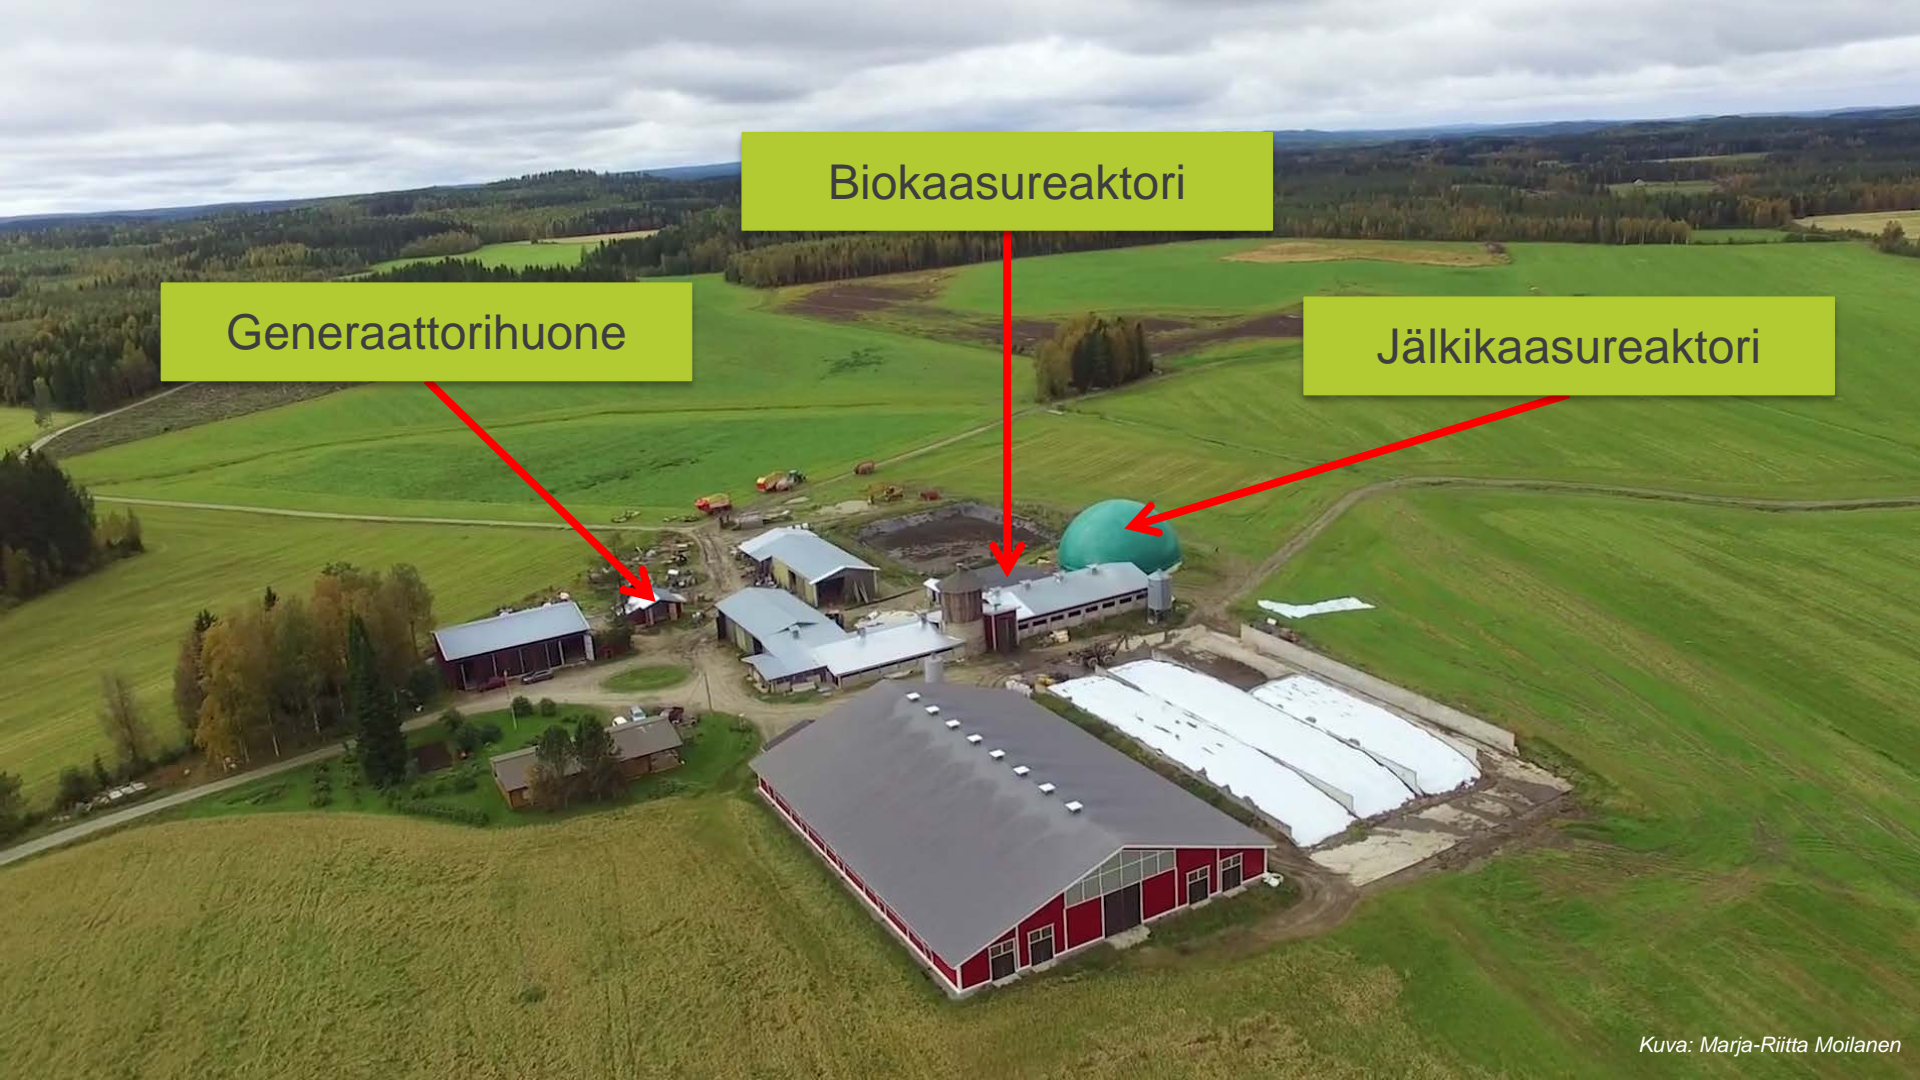 Biokaasureaktori
Generaattorihuone
Jälkikaasureaktori
Kuva: Marja-Riitta Moilanen